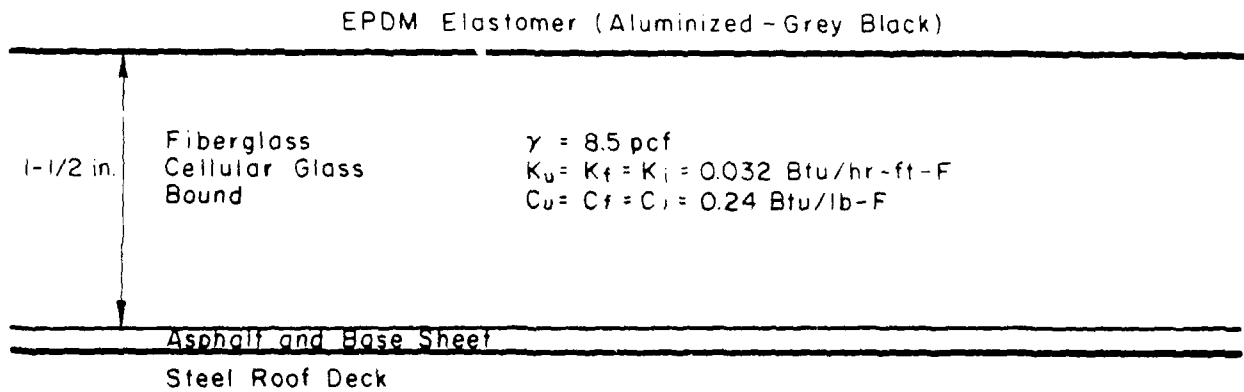 EPDM Elastomer (Aluminized-Grey Black)
1-1/2 in.
Fiberglass γ = 8.5 pcf
Cellular Glass Ku = Kf = Ki = 0.032 Btu/hr-ft-F
Bound Cu = Cf = Ci = 0.24 Btu/lb-F
Asphalt and Base Sheet
Steel Roof Deck